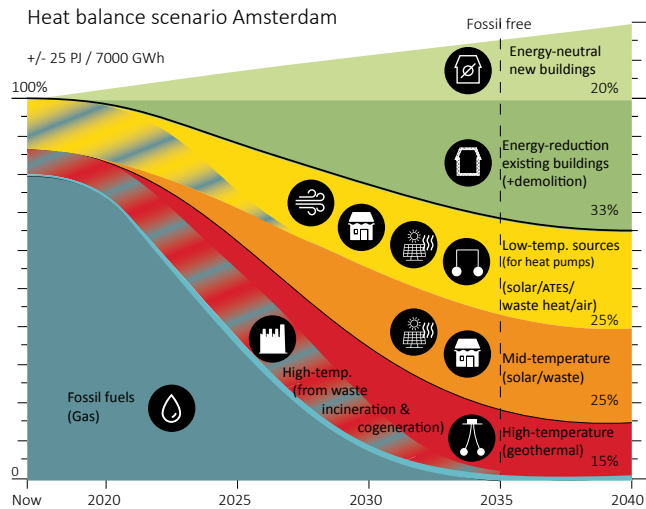 Heat balance scenario Amsterdam
Fossil free
+/- 25 PJ / 7000 GWh
Energy-neutral
new buildings
20%
100%
Energy-reduction
existing buildings
(+demolition)
33%
Low-temp. sources
(for heat pumps)
(solar/ATES/
waste heat/air)
25%
Mid-temperature
(solar/waste)
25%
High-temp.
(from waste
incineration &
cogeneration)
Fossil fuels
(Gas)
High-temperature
(geothermal)
15%
0
Now
2020
2025
2030
2035
2040